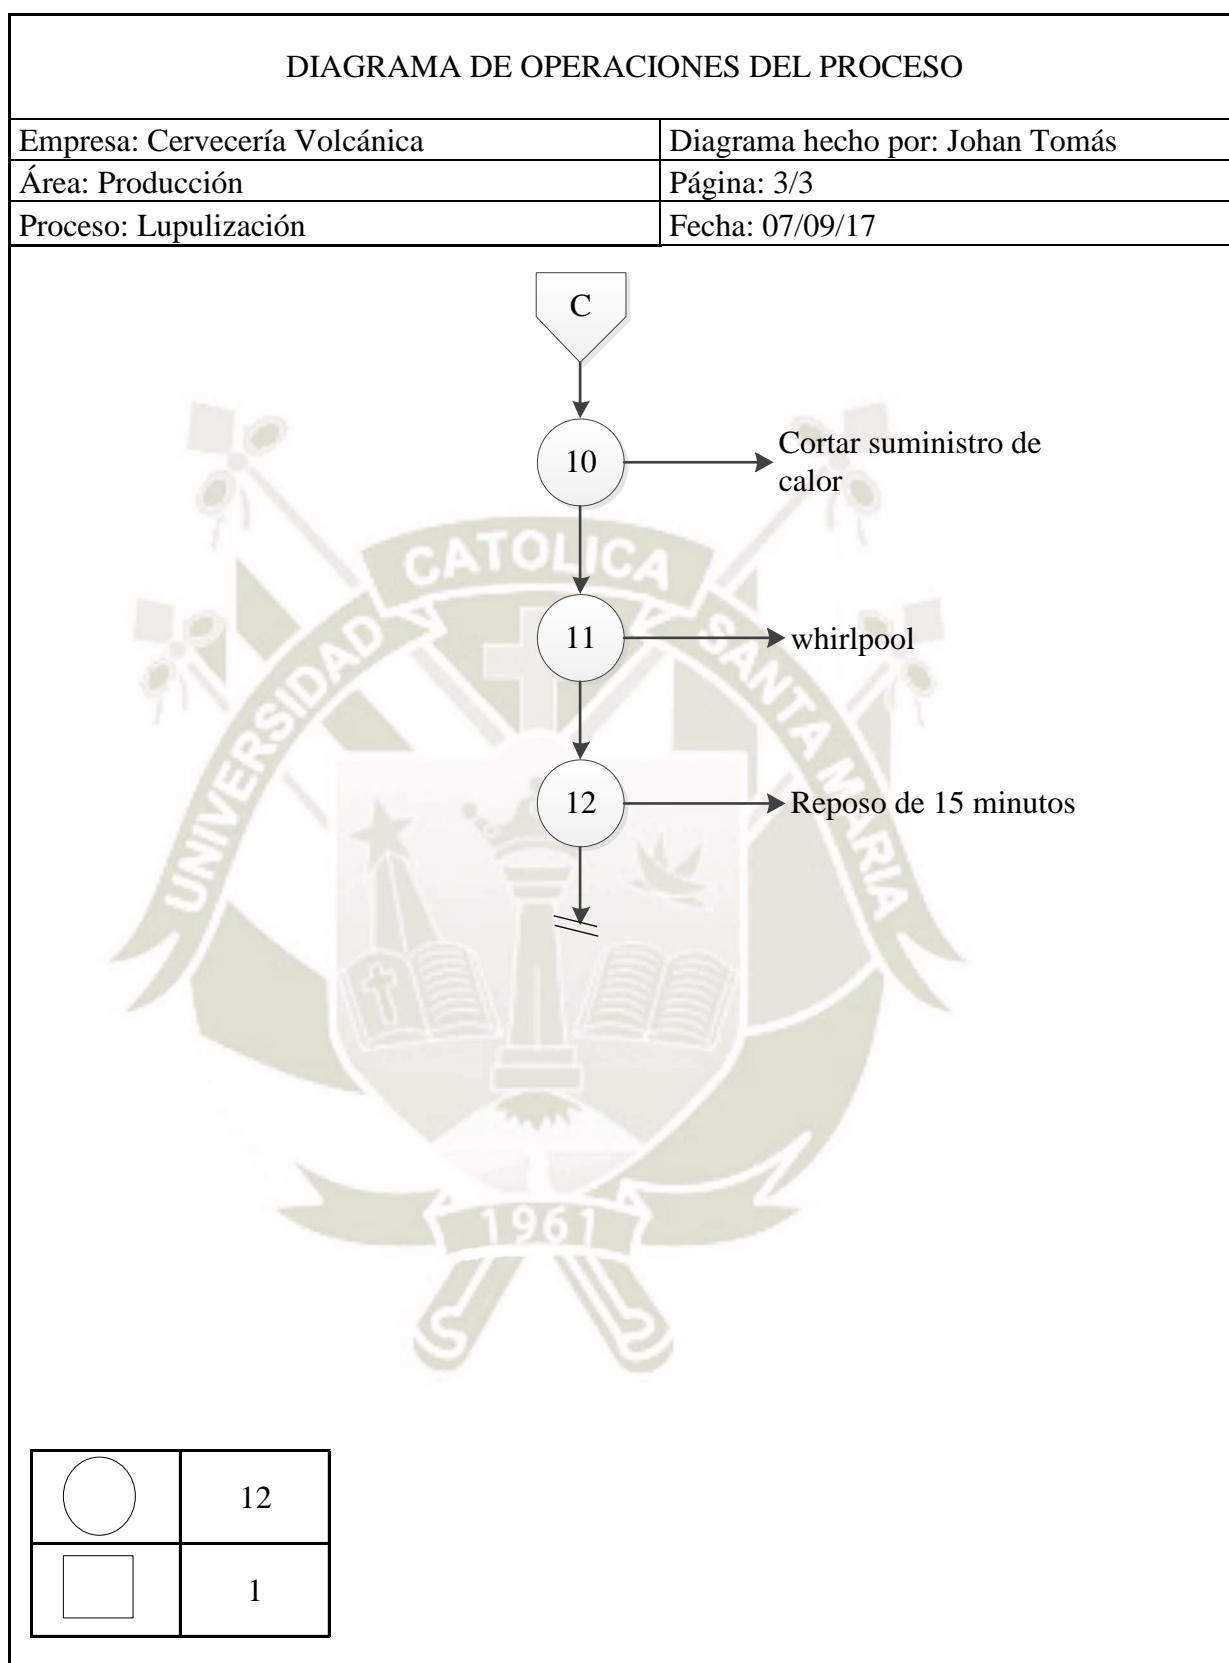 DIAGRAMA DE OPERACIONES DEL PROCESO
Empresa: Cervecería Volcánica
Diagrama hecho por: Johan Tomás
Área: Producción
Página: 3/3
Proceso: Lupulización
Fecha: 07/09/17
C
10
Cortar suministro de
calor
11
whirlpool
12
Reposo de 15 minutos
UNIVERSIDAD
CATOLICA
SANTA MARIA
1961
12
1